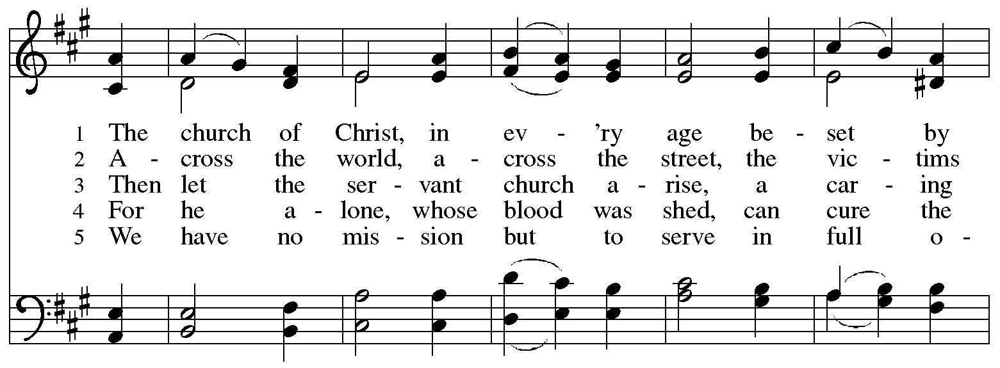 1 The church of Christ, in ev - 'ry age be - set by
2 A - cross the world, a - cross the street, the vic - tims
3 Then let the ser - vant church a - rise, a car - ing
4 For he a - lone, whose blood was shed, can cure the
5 We have no mis - sion but to serve in full o -